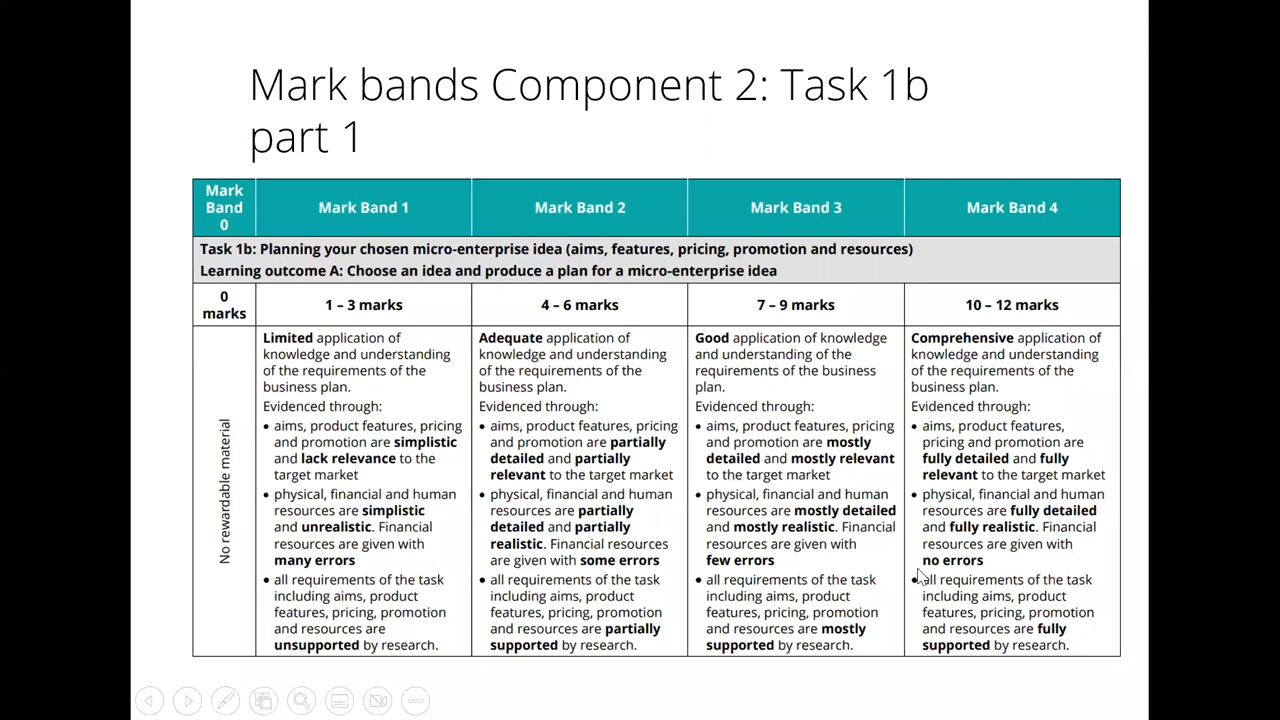 Mark bands Component 2: Task 1b
part 1
Mark
Band
0
Mark Band 1
Mark Band 2
Mark Band 3
Mark Band 4
Task 1b: Planning your chosen micro-enterprise idea (aims, features, pricing, promotion and resources)
Learning outcome A: Choose an idea and produce a plan for a micro-enterprise idea
0
marks
1 – 3 marks
4 – 6 marks
7 – 9 marks
10 – 12 marks
No rewardable material
Limited application of
knowledge and understanding
of the requirements of the
business plan.
Evidenced through:
• aims, product features, pricing
and promotion are simplistic
and lack relevance to the
target market
• physical, financial and human
resources are simplistic
and unrealistic. Financial
resources are given with
many errors
• all requirements of the task
including aims, product
features, pricing, promotion
and resources are
unsupported by research.
Adequate application of
knowledge and understanding
of the requirements of the
business plan.
Evidenced through:
• aims, product features, pricing
and promotion are partially
detailed and partially
relevant to the target market
• physical, financial and human
resources are partially
detailed and partially
realistic. Financial resources
are given with some errors
• all requirements of the task
including aims, product
features, pricing, promotion
and resources are partially
supported by research.
Good application of knowledge
and understanding of the
requirements of the business
plan.
Evidenced through:
• aims, product features, pricing
and promotion are mostly
detailed and mostly relevant
to the target market
• physical, financial and human
resources are mostly detailed
and mostly realistic. Financial
resources are given with
few errors
• all requirements of the task
including aims, product
features, pricing, promotion
and resources are mostly
supported by research.
Comprehensive application of
knowledge and understanding
of the requirements of the
business plan.
Evidenced through:
• aims, product features,
pricing and promotion are
fully detailed and fully
relevant to the target market
• physical, financial and human
resources are fully detailed
and fully realistic. Financial
resources are given with
no errors
• all requirements of the task
including aims, product
features, pricing, promotion
and resources are fully
supported by research.